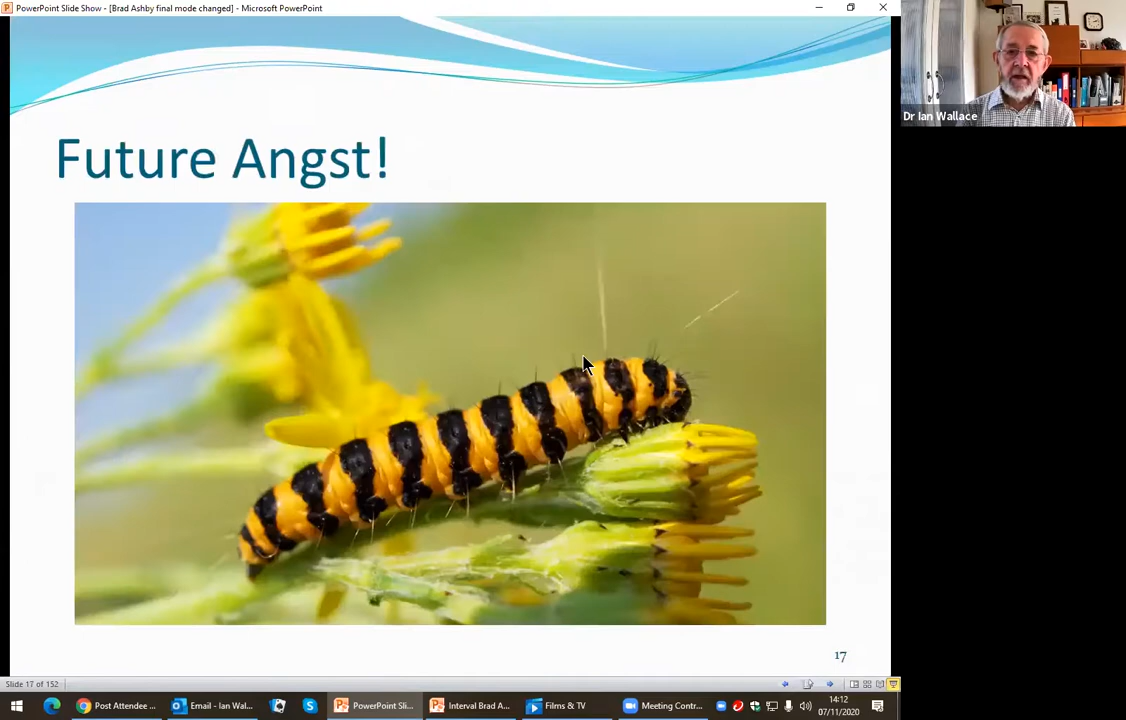 PowerPoint Slide Show - [Brad Ashby final mode changed] - Microsoft PowerPoint
Dr Ian Wallace
Future Angst!
17
Slide 17 of 152
Post Attendee ...
Email - Ian Wal...
PowerPoint Sli...
Interval Brad A...
Films & TV
Meeting Contr...
14:12
07/11/2020